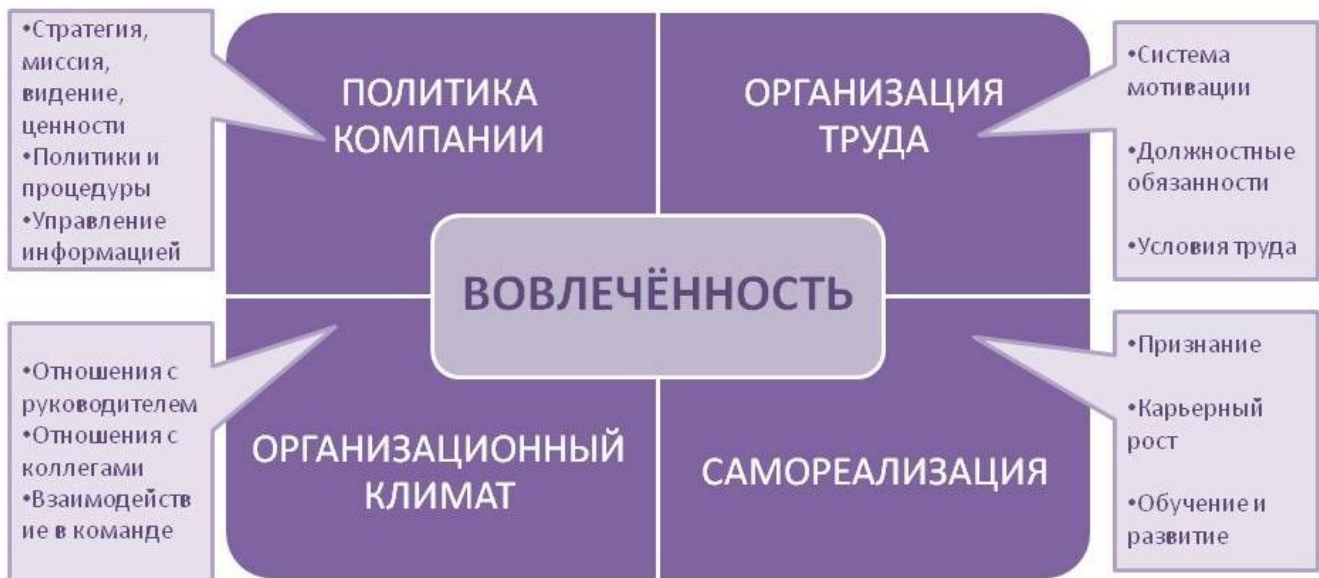 •Стратегия,
миссия,
видение,
ценности
•Политики и
процедуры
•Управление
информацией
ПОЛИТИКА
КОМПАНИИ
ОРГАНИЗАЦИЯ
ТРУДА
•Система
мотивации
•Должностные
обязанности
•Условия труда
ВОВЛЕЧЁННОСТЬ
•Отношения с
руководителем
•Отношения с
коллегами
•Взаимодейств
ие в команде
ОРГАНИЗАЦИОННЫЙ
КЛИМАТ
САМОРЕАЛИЗАЦИЯ
•Признание
•Карьерный
рост
•Обучение и
развитие